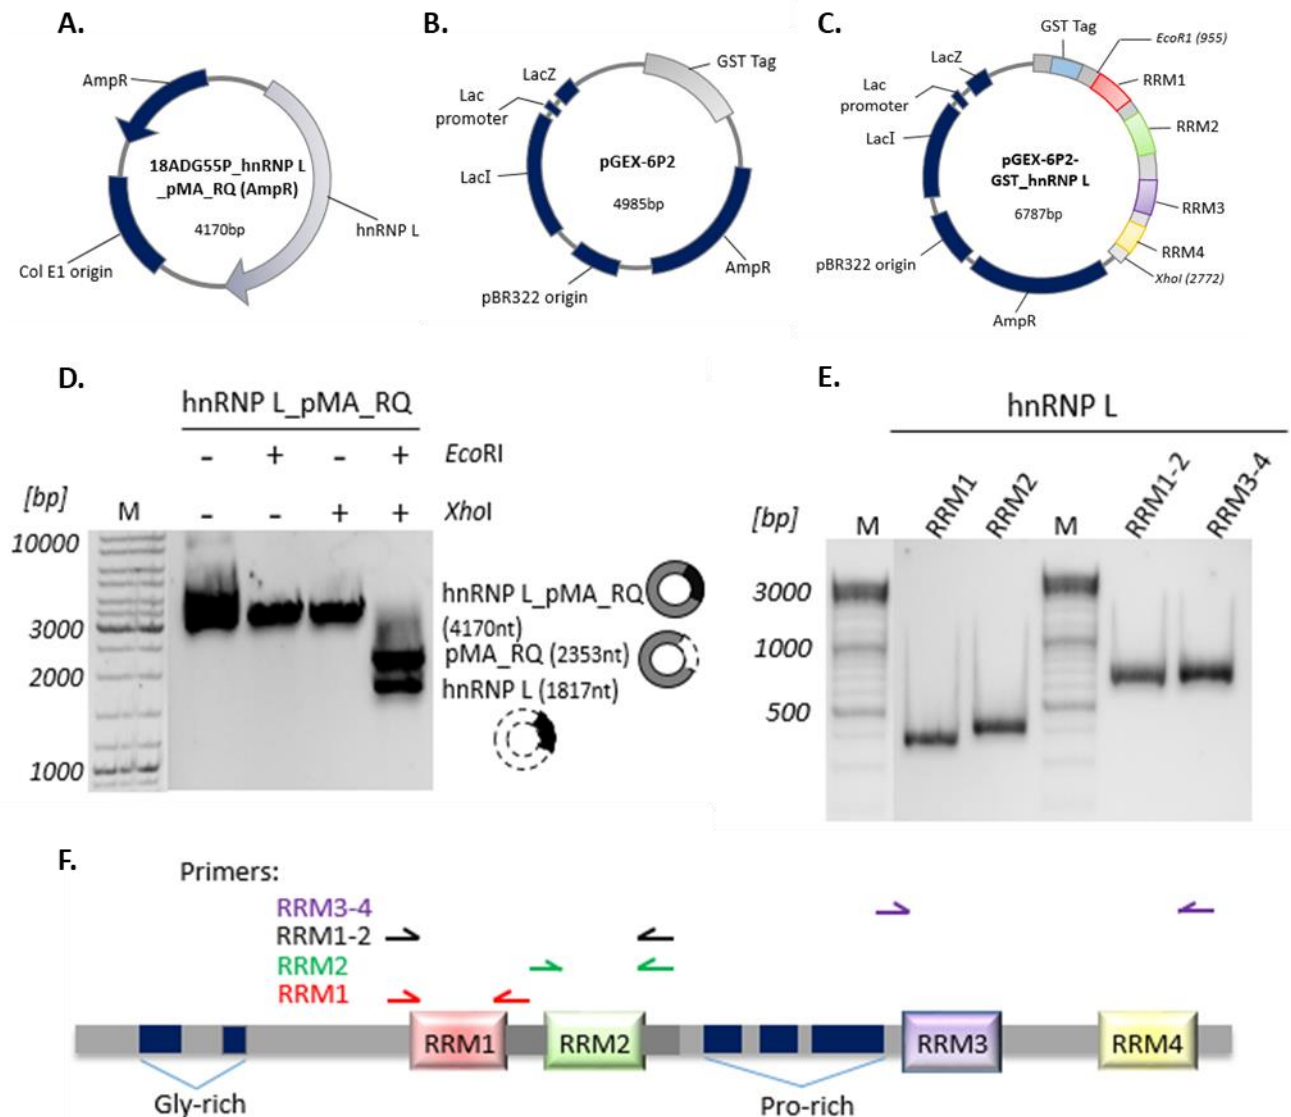 A.
AmpR
18ADG55P_hnRNP L
_pMA_RQ (AmpR)
4170bp
hnRNP L
Col E1 origin
B.
LacZ
GST Tag
Lac
promoter
LacI
pGEX-6P2
4985bp
AmpR
pBR322 origin
C.
GST Tag
EcoR1 (955)
LacZ
RRM1
Lac
promoter
RRM2
LacI
pGEX-6P2-
GST_hnRNP L
6787bp
RRM3
RRM4
pBR322 origin
XhoI (2772)
AmpR
D.
hnRNP L_pMA_RQ
- + - + EcoRI
[bp] M - - + + XhoI
10000
3000
2000
1000
hnRNP L_pMA_RQ
(4170nt)
pMA_RQ (2353nt)
hnRNP L (1817nt)
E.
hnRNP L
[bp] M RRM1 RRM2 M RRM1-2 RRM3-4
3000
1000
500
F.
Primers:
RRM3-4
RRM1-2
RRM2
RRM1
RRM1 RRM2 RRM3 RRM4
Gly-rich Pro-rich